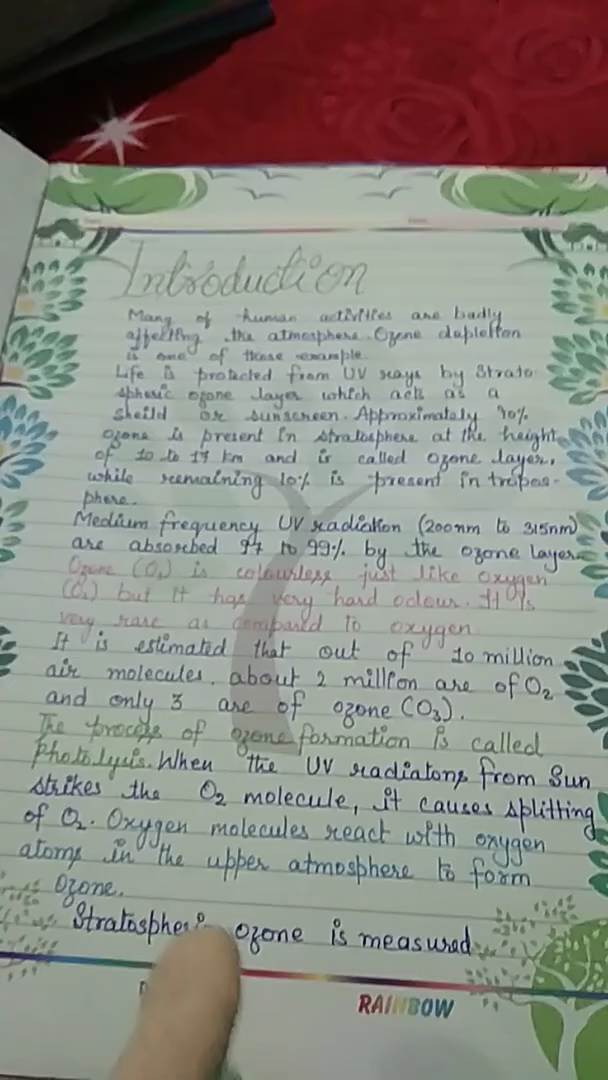 Introduction
Many of human activities are badly
affecting the atmosphere. Ozone depletion
is one of those example.
Life is protected from UV rays by Strato-
spheric ozone layer which acts as a
sheild or sunscreen. Approximately 90%
ozone is present in stratosphere at the height
of 10 to 17 km and is called ozone layer,
while remaining 10% is present in tropos-
phere.
Medium frequency UV radiation (200nm to 315nm)
are absorbed 97 to 99% by the ozone layer.
Ozone (O3) is colourless just like oxygen
(O2) but it has very hard odour. It is
very rare as compared to oxygen
It is estimated that out of 10 million
air molecules, about 2 million are of O2
and only 3 are of ozone (O3).
The process of ozone formation is called
photolysis. When the UV radiations from Sun
strikes the O2 molecule, it causes splitting
of O2. Oxygen molecules react with oxygen
atoms in the upper atmosphere to form
ozone.
Stratospheric ozone is measured
RAINBOW